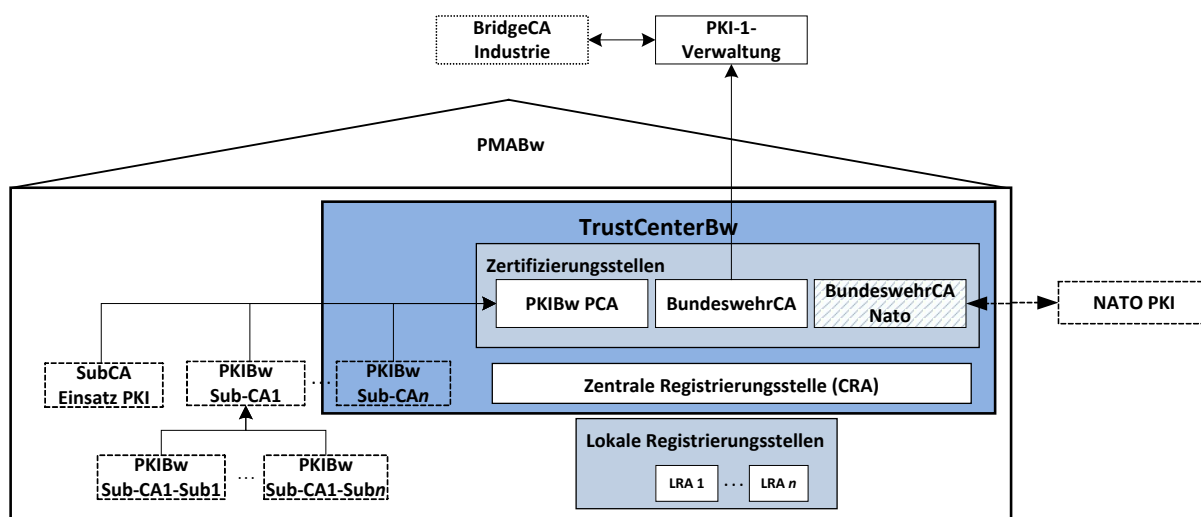 BridgeCA
Industrie
PKI-1-
Verwaltung
PMABw
TrustCenterBw
Zertifizierungsstellen
PKIBw PCA
BundeswehrCA
BundeswehrCA
Nato
NATO PKI
SubCA
Einsatz PKI
PKIBw
Sub-CA1
...
PKIBw
Sub-CAn
Zentrale Registrierungsstelle (CRA)
Lokale Registrierungsstellen
LRA 1
...
LRA n
PKIBw
Sub-CA1-Sub1
...
PKIBw
Sub-CA1-Subn